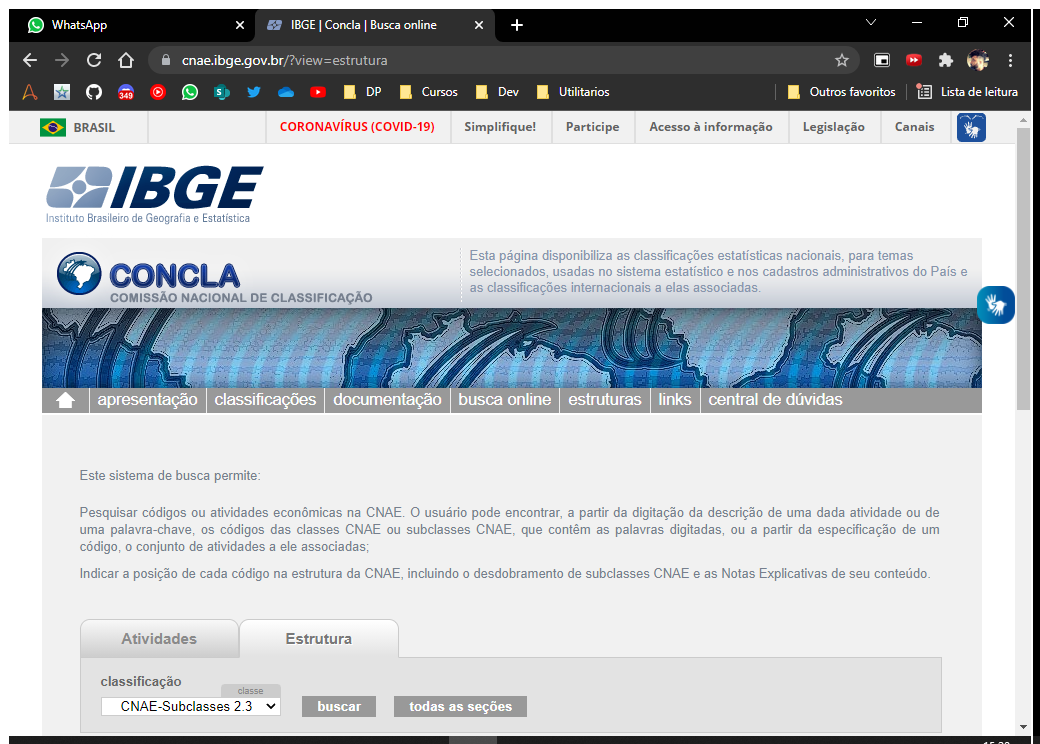 WhatsApp
IBGE | Concla | Busca online
cnae.ibge.gov.br/?view=estrutura
349
DP
Cursos
Dev
Utilitarios
Outros favoritos
Lista de leitura
BRASIL
CORONAVÍRUS (COVID-19)
Simplifique!
Participe
Acesso à informação
Legislação
Canais
IBGE
Instituto Brasileiro de Geografia e Estatística
CONCLA
COMISSÃO NACIONAL DE CLASSIFICAÇÃO
Esta página disponibiliza as classificações estatísticas nacionais, para temas
selecionados, usadas no sistema estatístico e nos cadastros administrativos do País e
as classificações internacionais a elas associadas.
apresentação
classificações
documentação
busca online
estruturas
links
central de dúvidas
Este sistema de busca permite:
Pesquisar códigos ou atividades econômicas na CNAE. O usuário pode encontrar, a partir da digitação da descrição de uma dada atividade ou de
uma palavra-chave, os códigos das classes CNAE ou subclasses CNAE, que contêm as palavras digitadas, ou a partir da especificação de um
código, o conjunto de atividades a ele associadas;
Indicar a posição de cada código na estrutura da CNAE, incluindo o desdobramento de subclasses CNAE e as Notas Explicativas de seu conteúdo.
Atividades
Estrutura
classificação
classe
CNAE-Subclasses 2.3
buscar
todas as seções